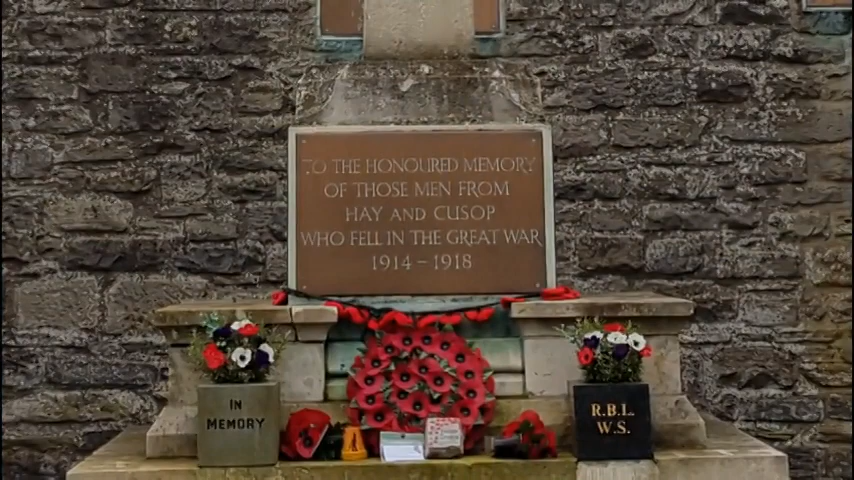 TO THE HONOURED MEMORY
OF THOSE MEN FROM
HAY AND CUSOP
WHO FELL IN THE GREAT WAR
1914 – 1918
IN
MEMORY
R.B.L.
W.S.